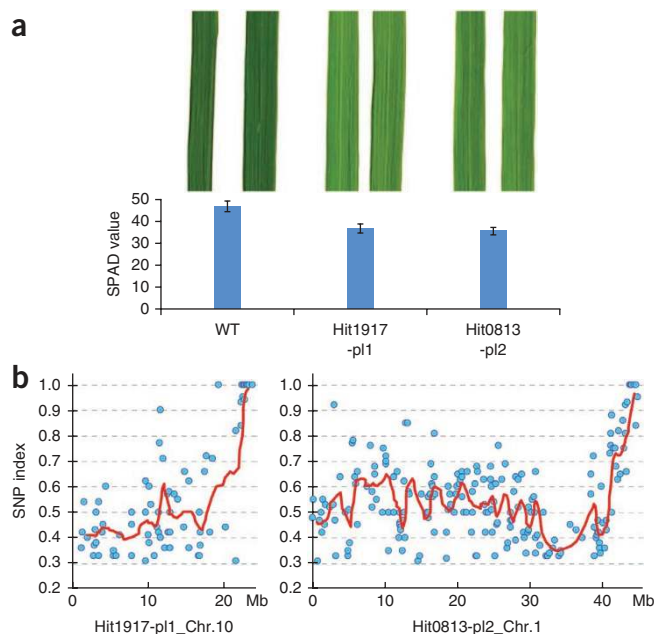 a
50
40
30
20
10
0
SPAD value
WT
Hit1917
-pl1
Hit0813
-pl2
b
1.0
0.9
0.8
0.7
0.6
0.5
0.4
0.3
0.2
SNP index
0 10 20 Mb
Hit1917-pl1_Chr.10
1.0
0.9
0.8
0.7
0.6
0.5
0.4
0.3
0.2
0 10 20 30 40 Mb
Hit0813-pl2_Chr.1